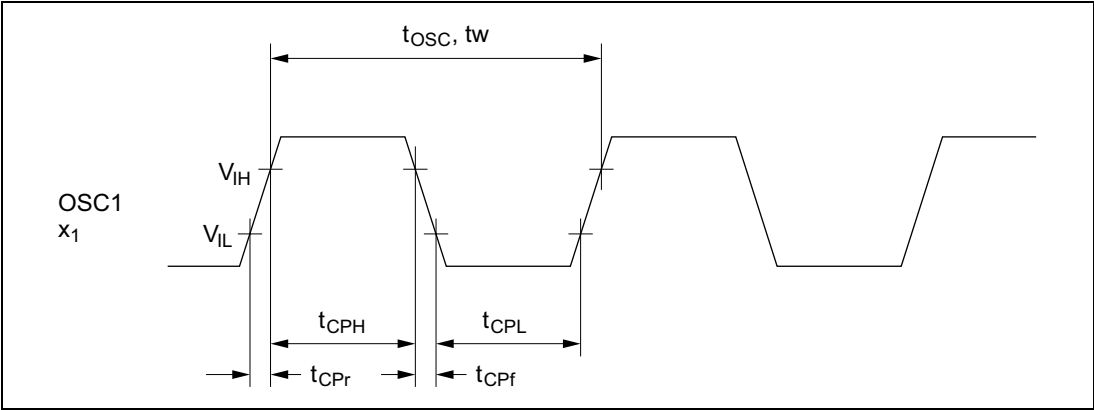 tOSC, tw
VIH
OSC1
x1
VIL
tCPH
tCPL
tCPr
tCPf